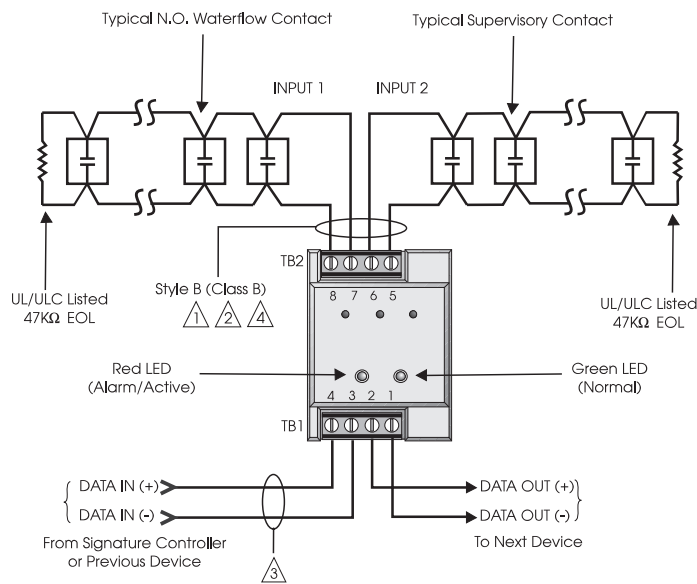 Typical N.O. Waterflow Contact
Typical Supervisory Contact
INPUT 1
INPUT 2
UL/ULC Listed
47KΩ EOL
Style B (Class B)
1 2 4
TB2
8 7 6 5
UL/ULC Listed
47KΩ EOL
Red LED
(Alarm/Active)
Green LED
(Normal)
4 3 2 1
TB1
DATA IN (+)
DATA IN (-)
From Signature Controller
or Previous Device
3
DATA OUT (+)
DATA OUT (-)
To Next Device